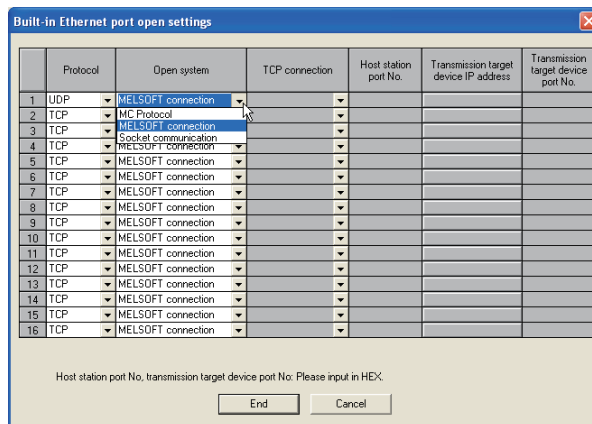 Built-in Ethernet port open settings
Protocol Open system TCP connection Host station port No. Transmission target device IP address Transmission target device port No.
1 UDP MELSOFT connection
2 TCP MC Protocol
3 TCP MELSOFT connection
Socket communication
4 TCP MELSOFT connection
5 TCP MELSOFT connection
6 TCP MELSOFT connection
7 TCP MELSOFT connection
8 TCP MELSOFT connection
9 TCP MELSOFT connection
10 TCP MELSOFT connection
11 TCP MELSOFT connection
12 TCP MELSOFT connection
13 TCP MELSOFT connection
14 TCP MELSOFT connection
15 TCP MELSOFT connection
16 TCP MELSOFT connection
Host station port No, transmission target device port No: Please input in HEX.
End Cancel